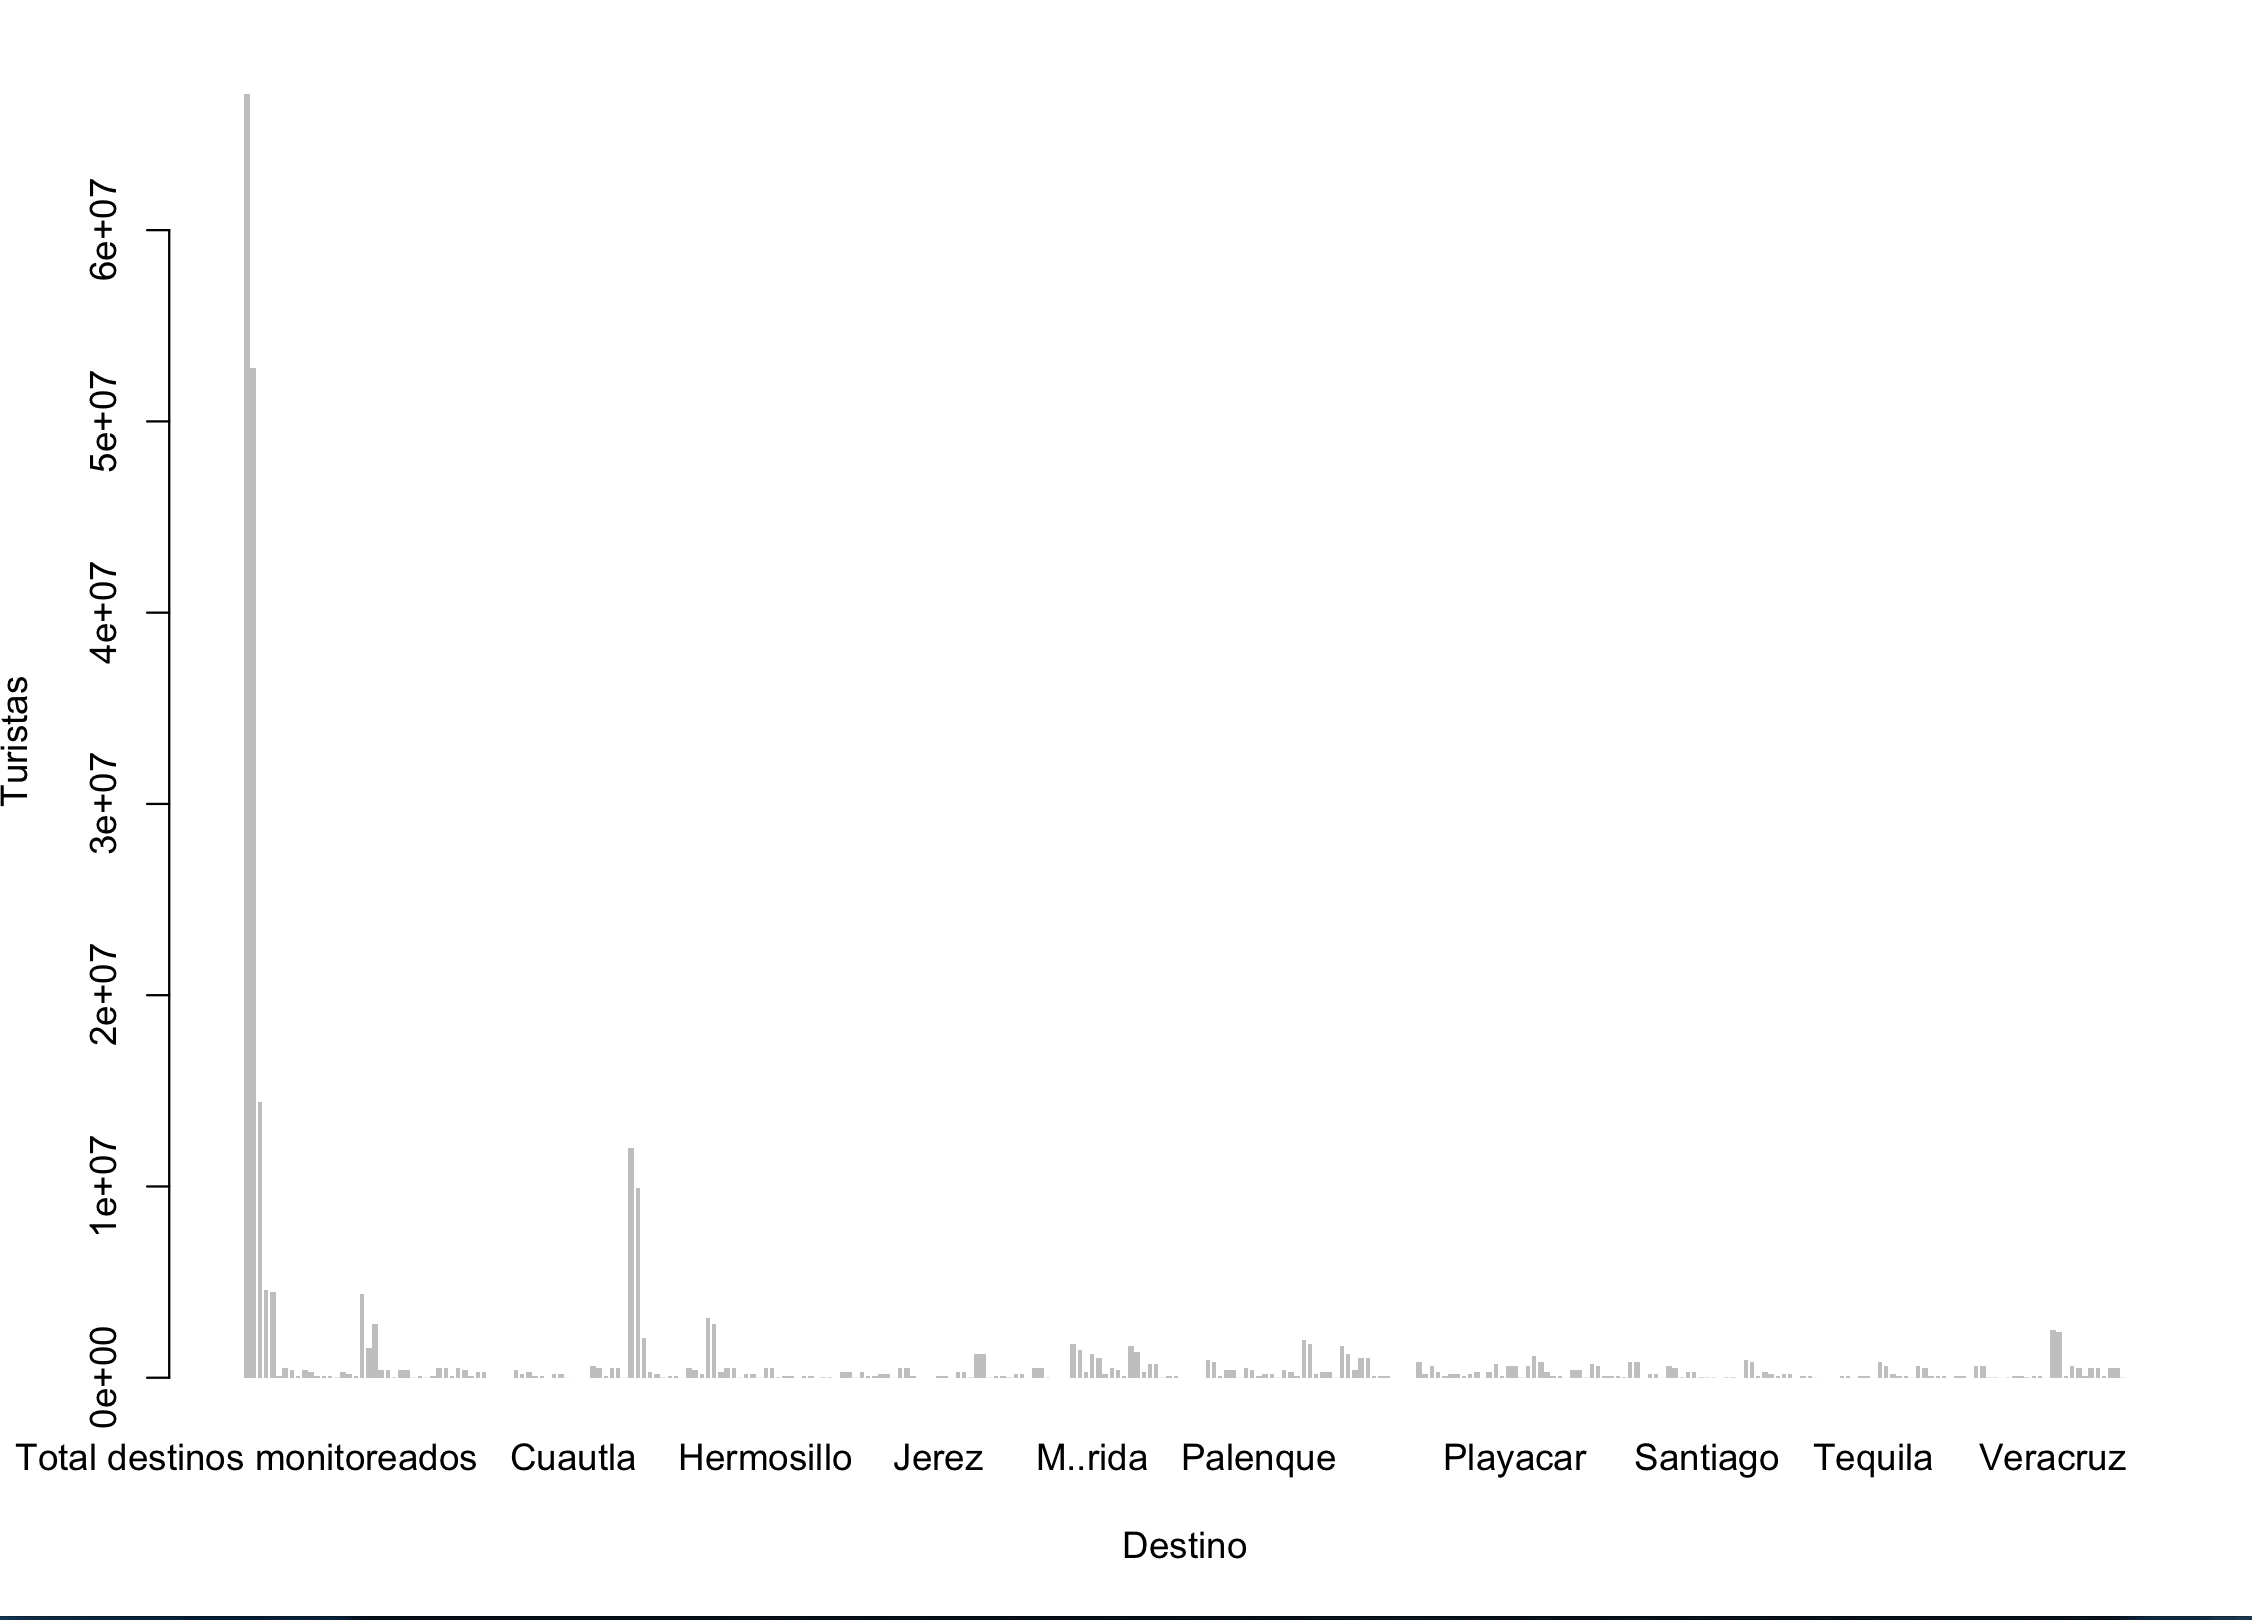 Turistas
6e+07
5e+07
4e+07
3e+07
2e+07
1e+07
0e+00
Total destinos monitoreados Cuautla Hermosillo Jerez M..rida Palenque Playacar Santiago Tequila Veracruz
Destino